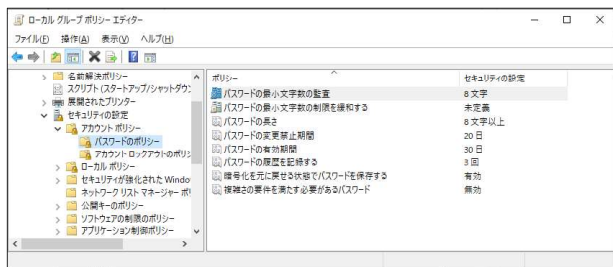 ローカル グループ ポリシー エディター
ファイル(F) 操作(A) 表示(V) ヘルプ(H)
名前解決ポリシー
スクリプト (スタートアップ/シャットダウン
展開されたプリンター
セキュリティの設定
アカウント ポリシー
パスワードのポリシー
アカウント ロックアウトのポリシ
ローカル ポリシー
セキュリティが強化された Windo
ネットワーク リスト マネージャー ポリ
公開キーのポリシー
ソフトウェアの制限のポリシー
アプリケーション制御ポリシー
ポリシー セキュリティの設定
パスワードの最小文字数の監査 8 文字
パスワードの最小文字数の制限を緩和する 未定義
パスワードの長さ 8 文字以上
パスワードの変更禁止期間 20 日
パスワードの有効期間 30 日
パスワードの履歴を記録する 3 回
暗号化を元に戻せる状態でパスワードを保存する 有効
複雑さの要件を満たす必要があるパスワード 無効